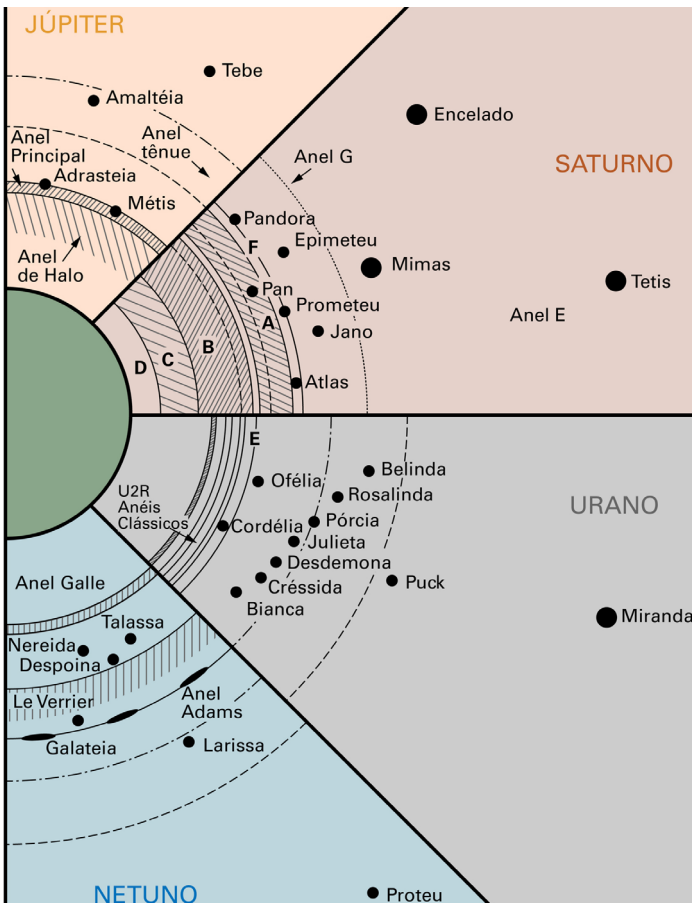 JÚPITER
Tebe
Amaltéia
Anel
tênue
Anel
Principal
Adrasteia
Métis
Anel
de Halo
SATURNO
Encelado
Anel G
Pandora
F
Epimeteu
Mimas
Tetis
Pan
Prometeu
A
Anel E
Jano
B
C
D
Atlas
URANO
E
Belinda
Ofélia
Rosalinda
U2R
Anéis
Clássicos
Cordélia
Pórcia
Julieta
Desdemona
Créssida
Puck
Bianca
Miranda
Anel Galle
Talassa
Nereida
Despoina
Le Verrier
Anel
Adams
Galateia
Larissa
NETUNO
Proteu